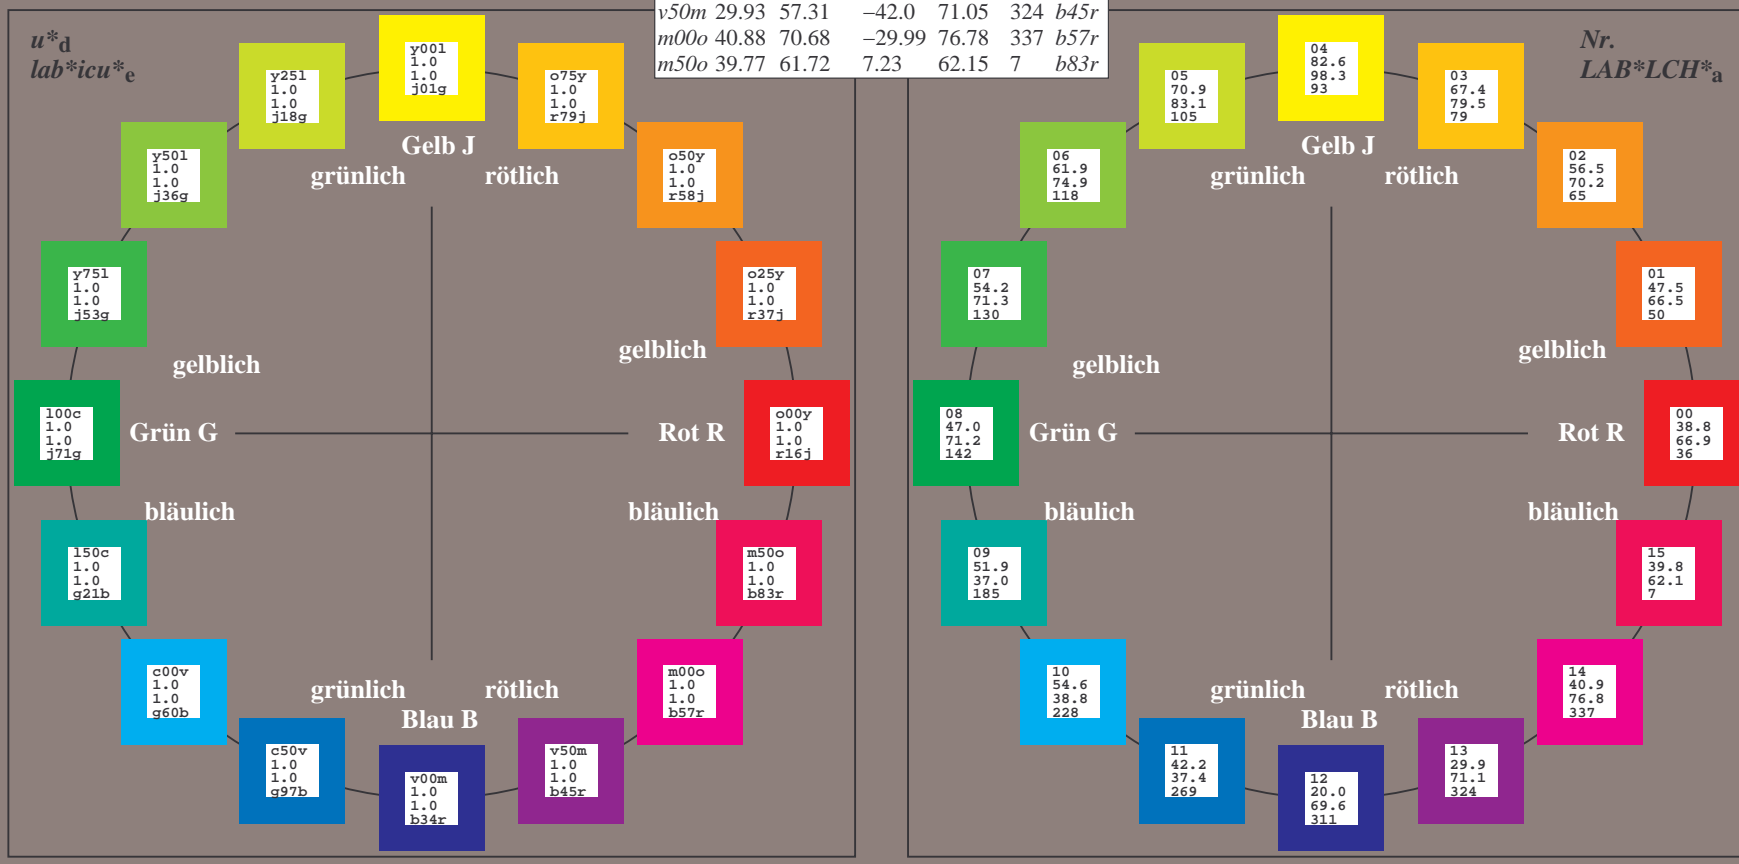 v50m 29.93 57.31 −42.0 71.05 324 b45r
m00o 40.88 70.68 −29.99 76.78 337 b57r
m50o 39.77 61.72 7.23 62.15 7 b83r
u*d
lab*icu*e
y00l
1.0
1.0
j01g
y25l
1.0
1.0
j18g
o75y
1.0
1.0
r79j
y50l
1.0
1.0
j36g
Gelb J
grünlich rötlich
o50y
1.0
1.0
r58j
y75l
1.0
1.0
j53g
o25y
1.0
1.0
r37j
gelblich
gelblich
l00c
1.0
1.0
j71g
Grün G
Rot R
o00y
1.0
1.0
r16j
bläulich
bläulich
l50c
1.0
1.0
g21b
m50o
1.0
1.0
b83r
c00v
1.0
1.0
g60b
grünlich rötlich
Blau B
m00o
1.0
1.0
b57r
c50v
1.0
1.0
g97b
v00m
1.0
1.0
b34r
v50m
1.0
1.0
b45r
Nr.
LAB*LCH*a
04
82.6
98.3
93
05
70.9
83.1
105
03
67.4
79.5
79
06
61.9
74.9
118
Gelb J
grünlich rötlich
02
56.5
70.2
65
07
54.2
71.3
130
01
47.5
66.5
50
gelblich
gelblich
08
47.0
71.2
142
Grün G
Rot R
00
38.8
66.9
36
bläulich
bläulich
09
51.9
37.0
185
15
39.8
62.1
7
10
54.6
38.8
228
grünlich rötlich
Blau B
14
40.9
76.8
337
11
42.2
37.4
269
12
20.0
69.6
311
13
29.9
71.1
324